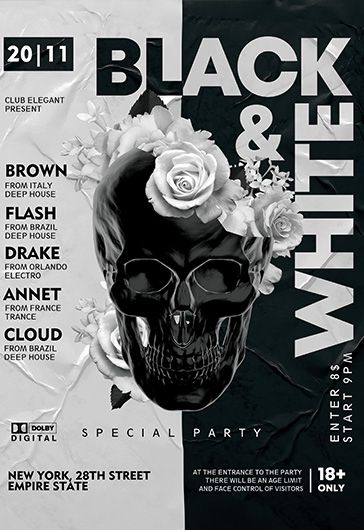 20|11
BLACK
&
WHITE
CLUB ELEGANT
PRESENT
BROWN
FROM ITALY
DEEP HOUSE
FLASH
FROM BRAZIL
DEEP HOUSE
DRAKE
FROM ORLANDO
ELECTRO
ANNET
FROM FRANCE
TRANCE
CLOUD
FROM BRAZIL
DEEP HOUSE
ENTER 8$
START 9PM
DOLBY
DIGITAL
SPECIAL PARTY
NEW YORK, 28TH STREET
EMPIRE STATE
AT THE ENTRANCE TO THE PARTY
THERE WILL BE AN AGE LIMIT
AND FACE CONTROL OF VISITORS
18+
ONLY